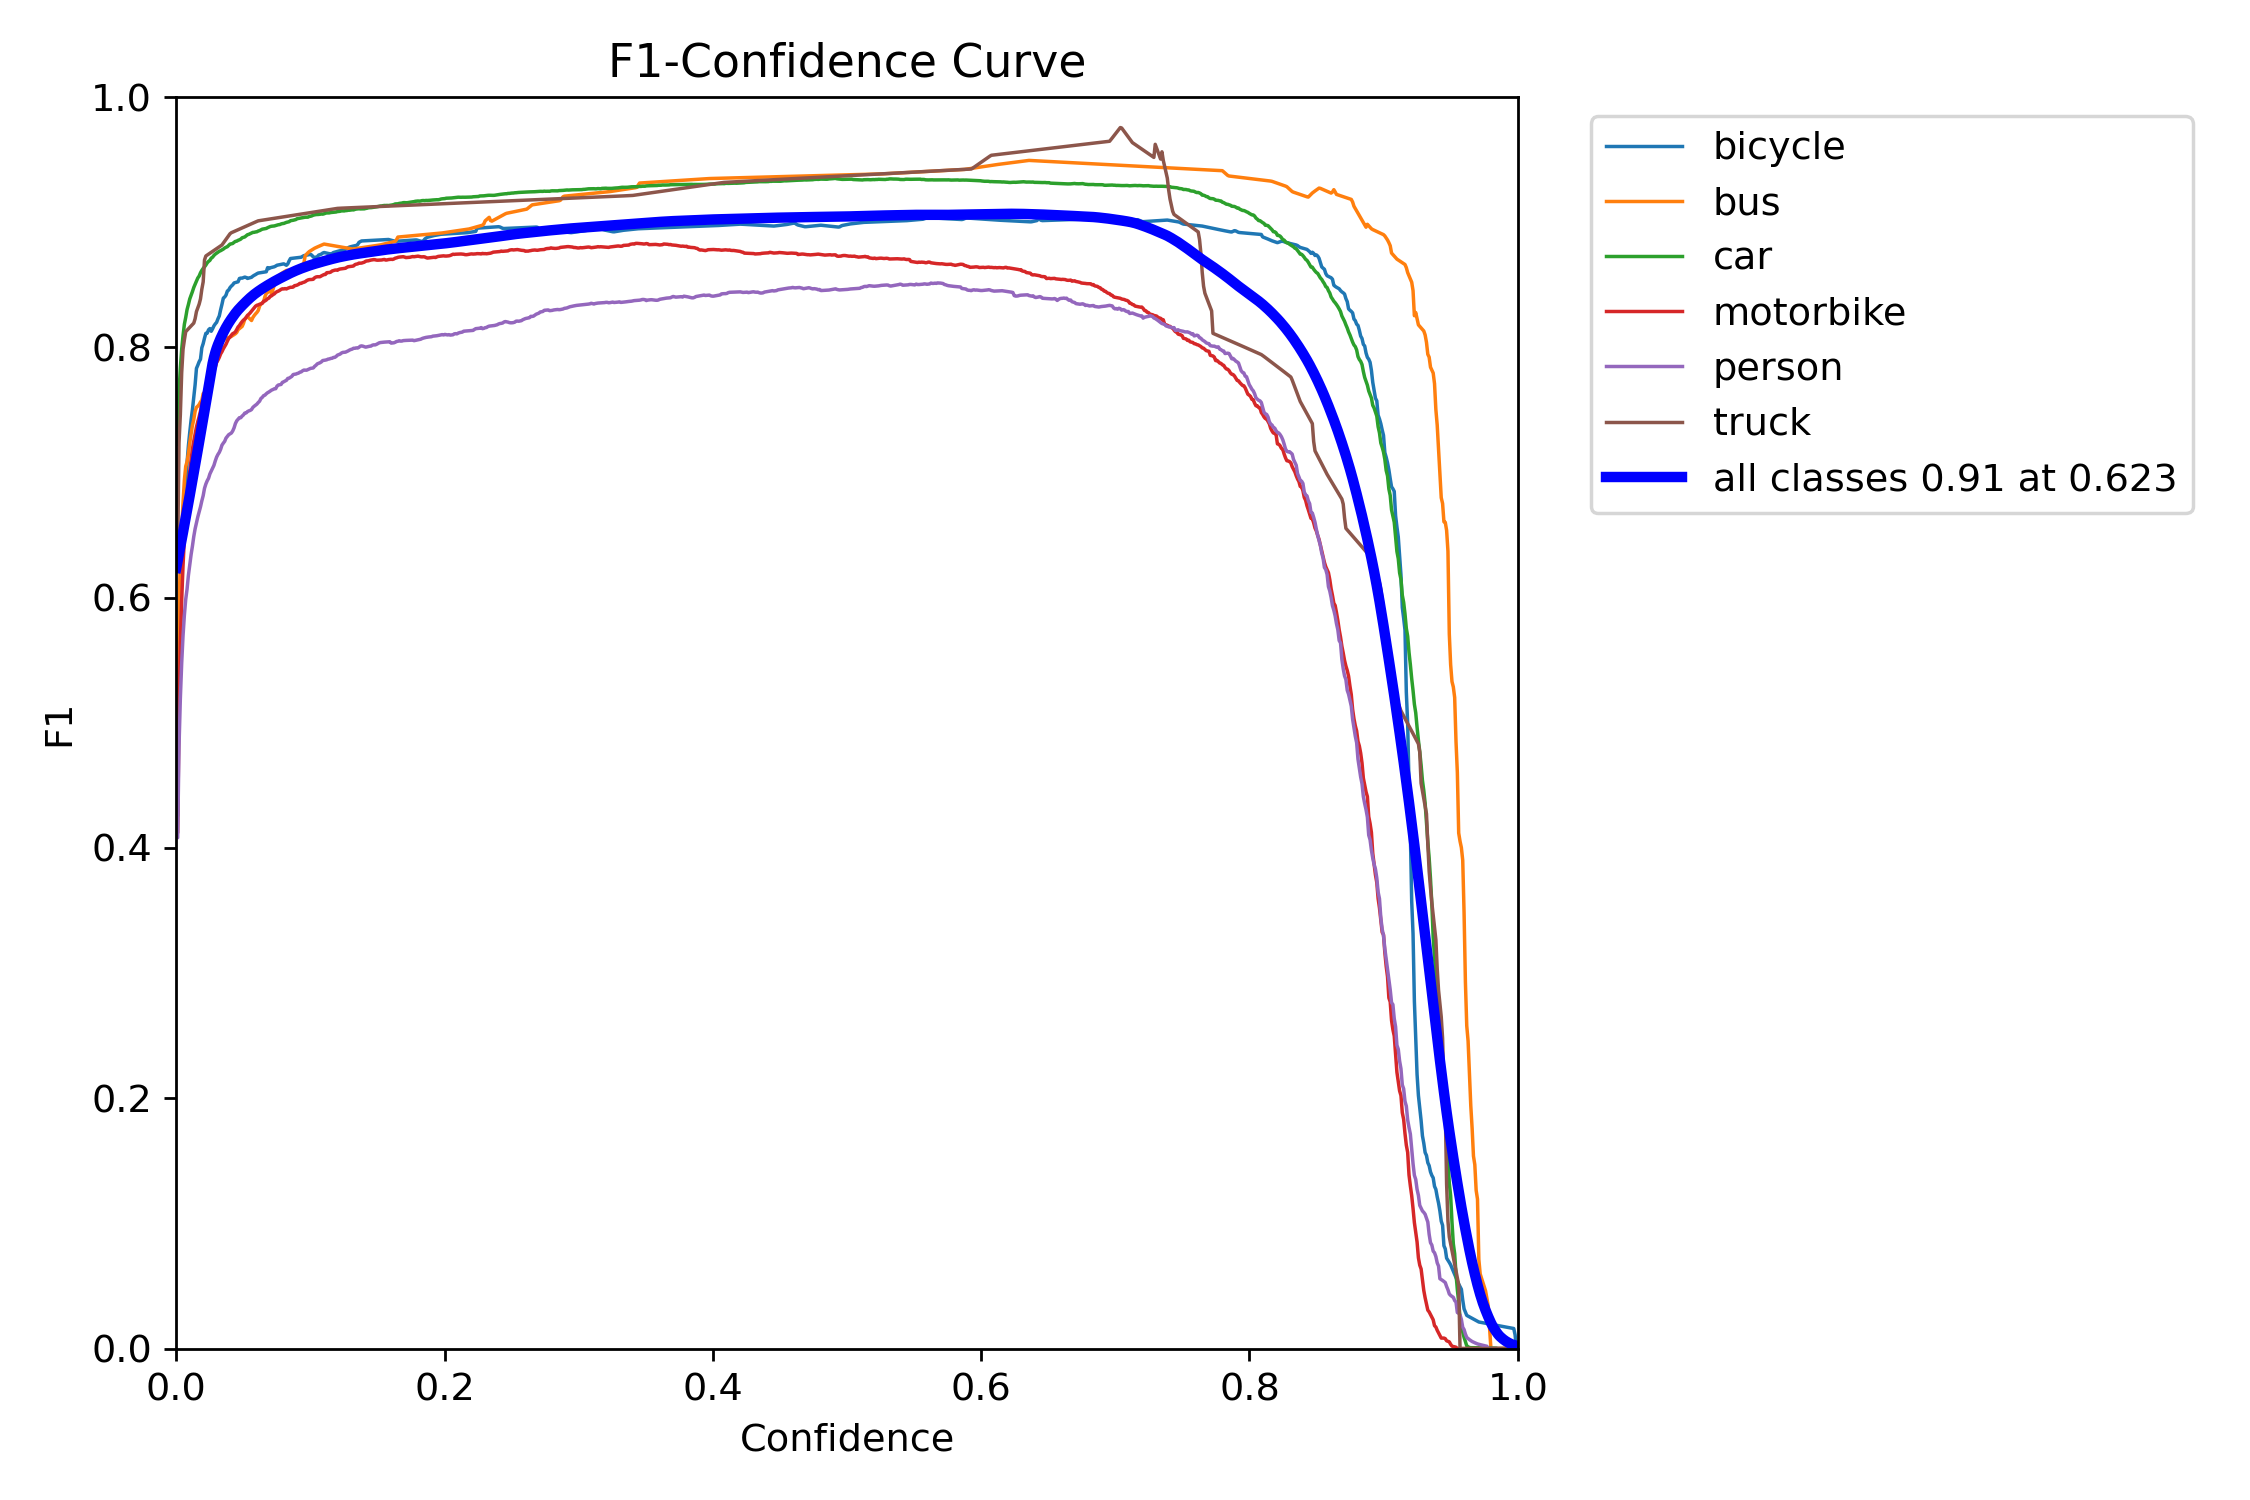 F1-Confidence Curve
1.0
0.8
0.6
0.4
0.2
0.0
F1
0.0 0.2 0.4 0.6 0.8 1.0
Confidence
bicycle
bus
car
motorbike
person
truck
all classes 0.91 at 0.623